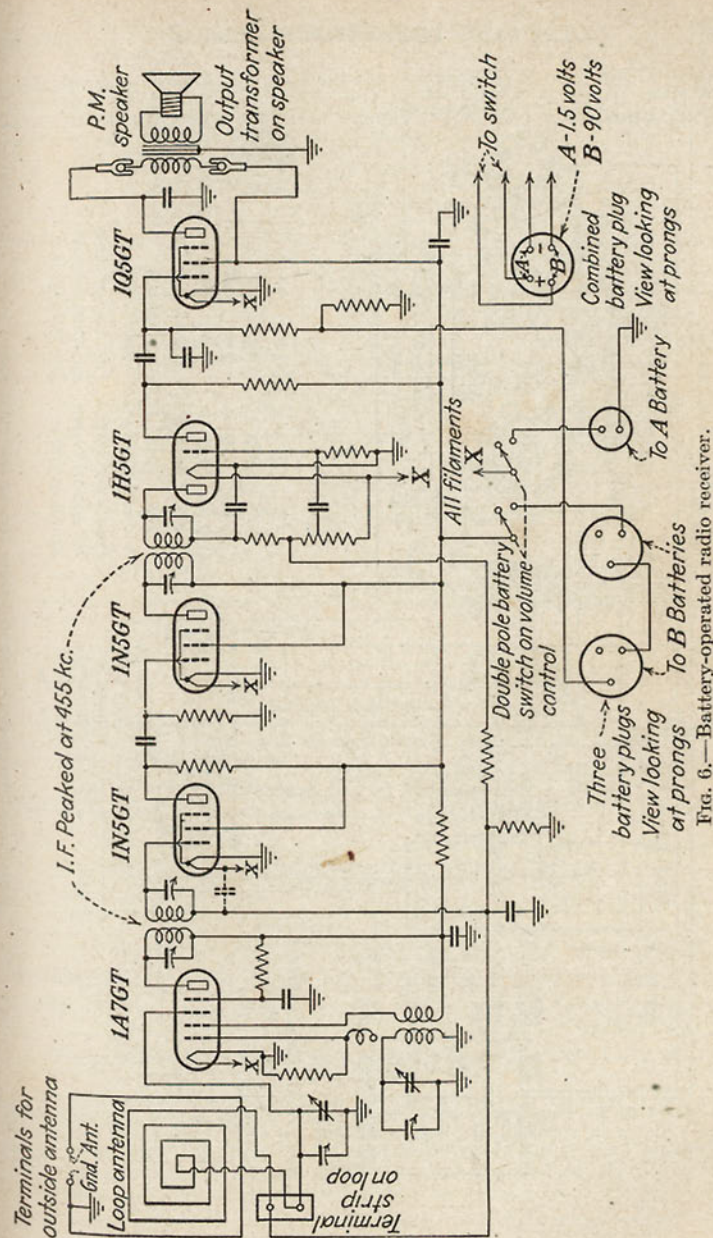 Terminals for
outside antenna
Gnd. Ant.
Loop antenna
Terminal
strip
on loop
1A7GT
I.F. Peaked at 455 kc.
1N5GT
1N5GT
1H5GT
1Q5GT
P.M.
speaker
Output
transformer
on speaker
X
X
X
X
X
All filaments
X
Double pole battery
switch on volume
control
To switch
A
+ -
B
A-1.5 volts
B-90 volts
Combined
battery plug
View looking
at prongs
Three
battery plugs
View looking
at prongs
To B Batteries
To A Battery
FIG. 6.—Battery-operated radio receiver.